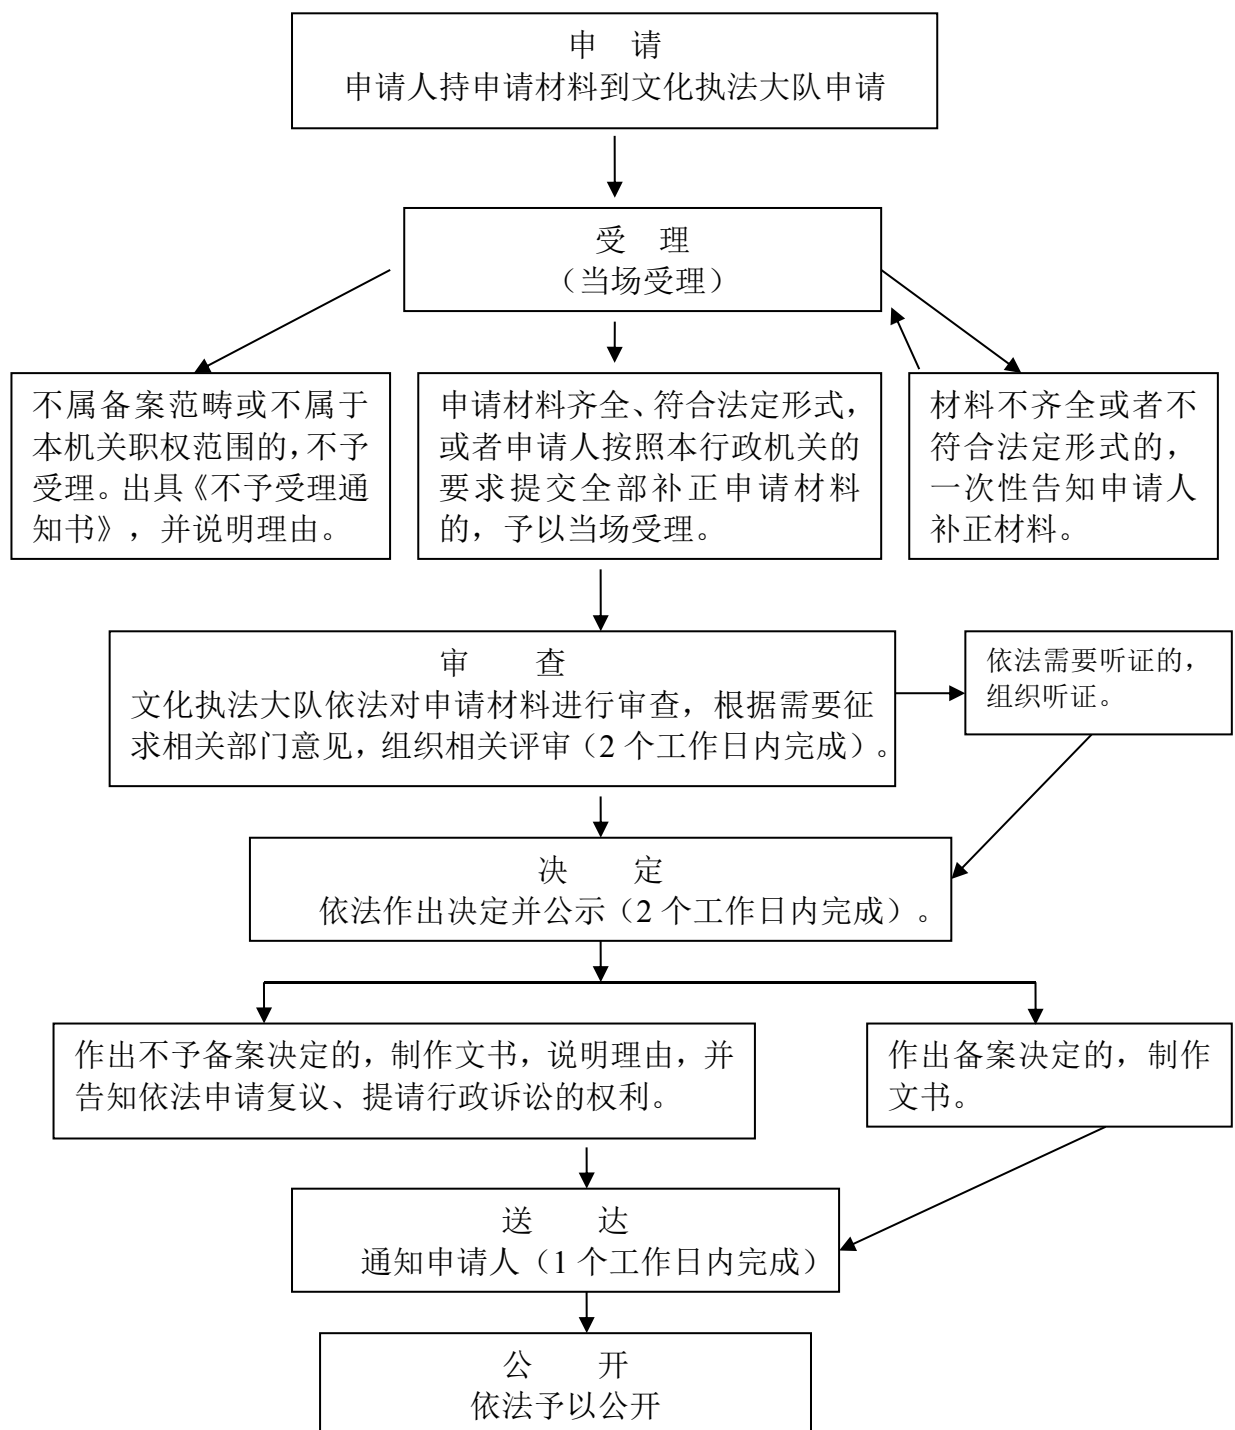 申 请
申请人持申请材料到文化执法大队申请
受 理
（当场受理）
不属备案范畴或不属于
本机关职权范围的，不予
受理。出具《不予受理通
知书》，并说明理由。
申请材料齐全、符合法定形式，
或者申请人按照本行政机关的
要求提交全部补正申请材料
的，予以当场受理。
材料不齐全或者不
符合法定形式的，
一次性告知申请人
补正材料。
审 查
文化执法大队依法对申请材料进行审查，根据需要征
求相关部门意见，组织相关评审（2 个工作日内完成）。
依法需要听证的，
组织听证。
决 定
依法作出决定并公示（2 个工作日内完成）。
作出不予备案决定的，制作文书，说明理由，并
告知依法申请复议、提请行政诉讼的权利。
作出备案决定的，制作
文书。
送 达
通知申请人（1 个工作日内完成）
公 开
依法予以公开